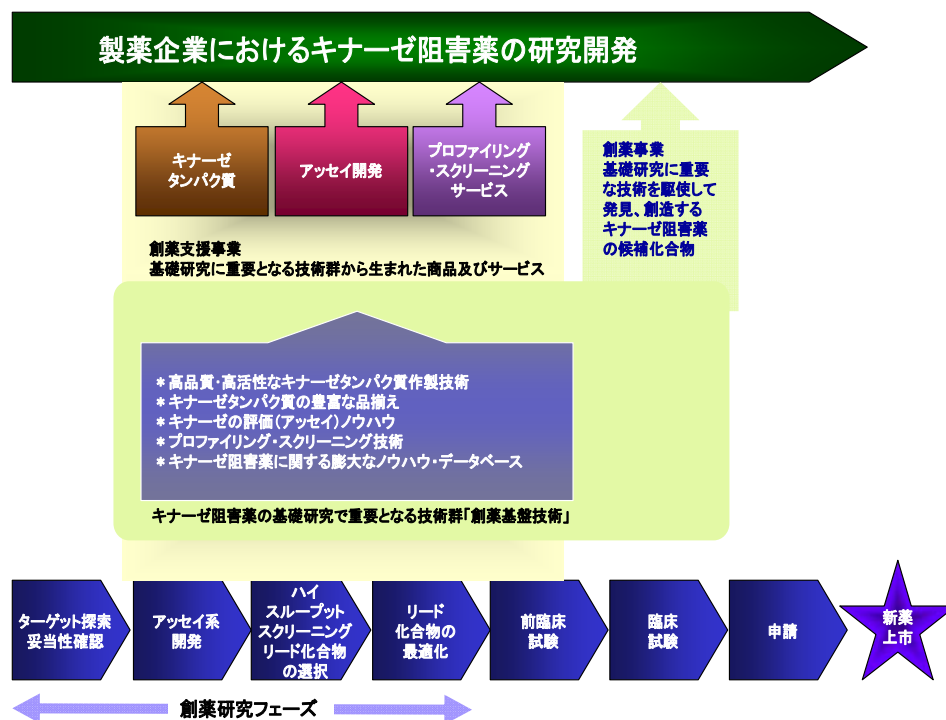 製薬企業におけるキナーゼ阻害薬の研究開発
キナーゼ
タンパク質
アッセイ開発
プロファイリング
・スクリーニング
サービス
創薬事業
基礎研究に重要
な技術を駆使して
発見、創造する
キナーゼ阻害薬
の候補化合物
創薬支援事業
基礎研究に重要となる技術群から生まれた商品及びサービス
＊高品質・高活性なキナーゼタンパク質作製技術
＊キナーゼタンパク質の豊富な品揃え
＊キナーゼの評価（アッセイ）ノウハウ
＊プロファイリング・スクリーニング技術
＊キナーゼ阻害薬に関する膨大なノウハウ・データベース
キナーゼ阻害薬の基礎研究で重要となる技術群「創薬基盤技術」
ターゲット探索
妥当性確認
アッセイ系
開発
ハイ
スループット
スクリーニング
リード化合物
の選択
リード
化合物の
最適化
前臨床
試験
臨床
試験
申請
新薬
上市
創薬研究フェーズ